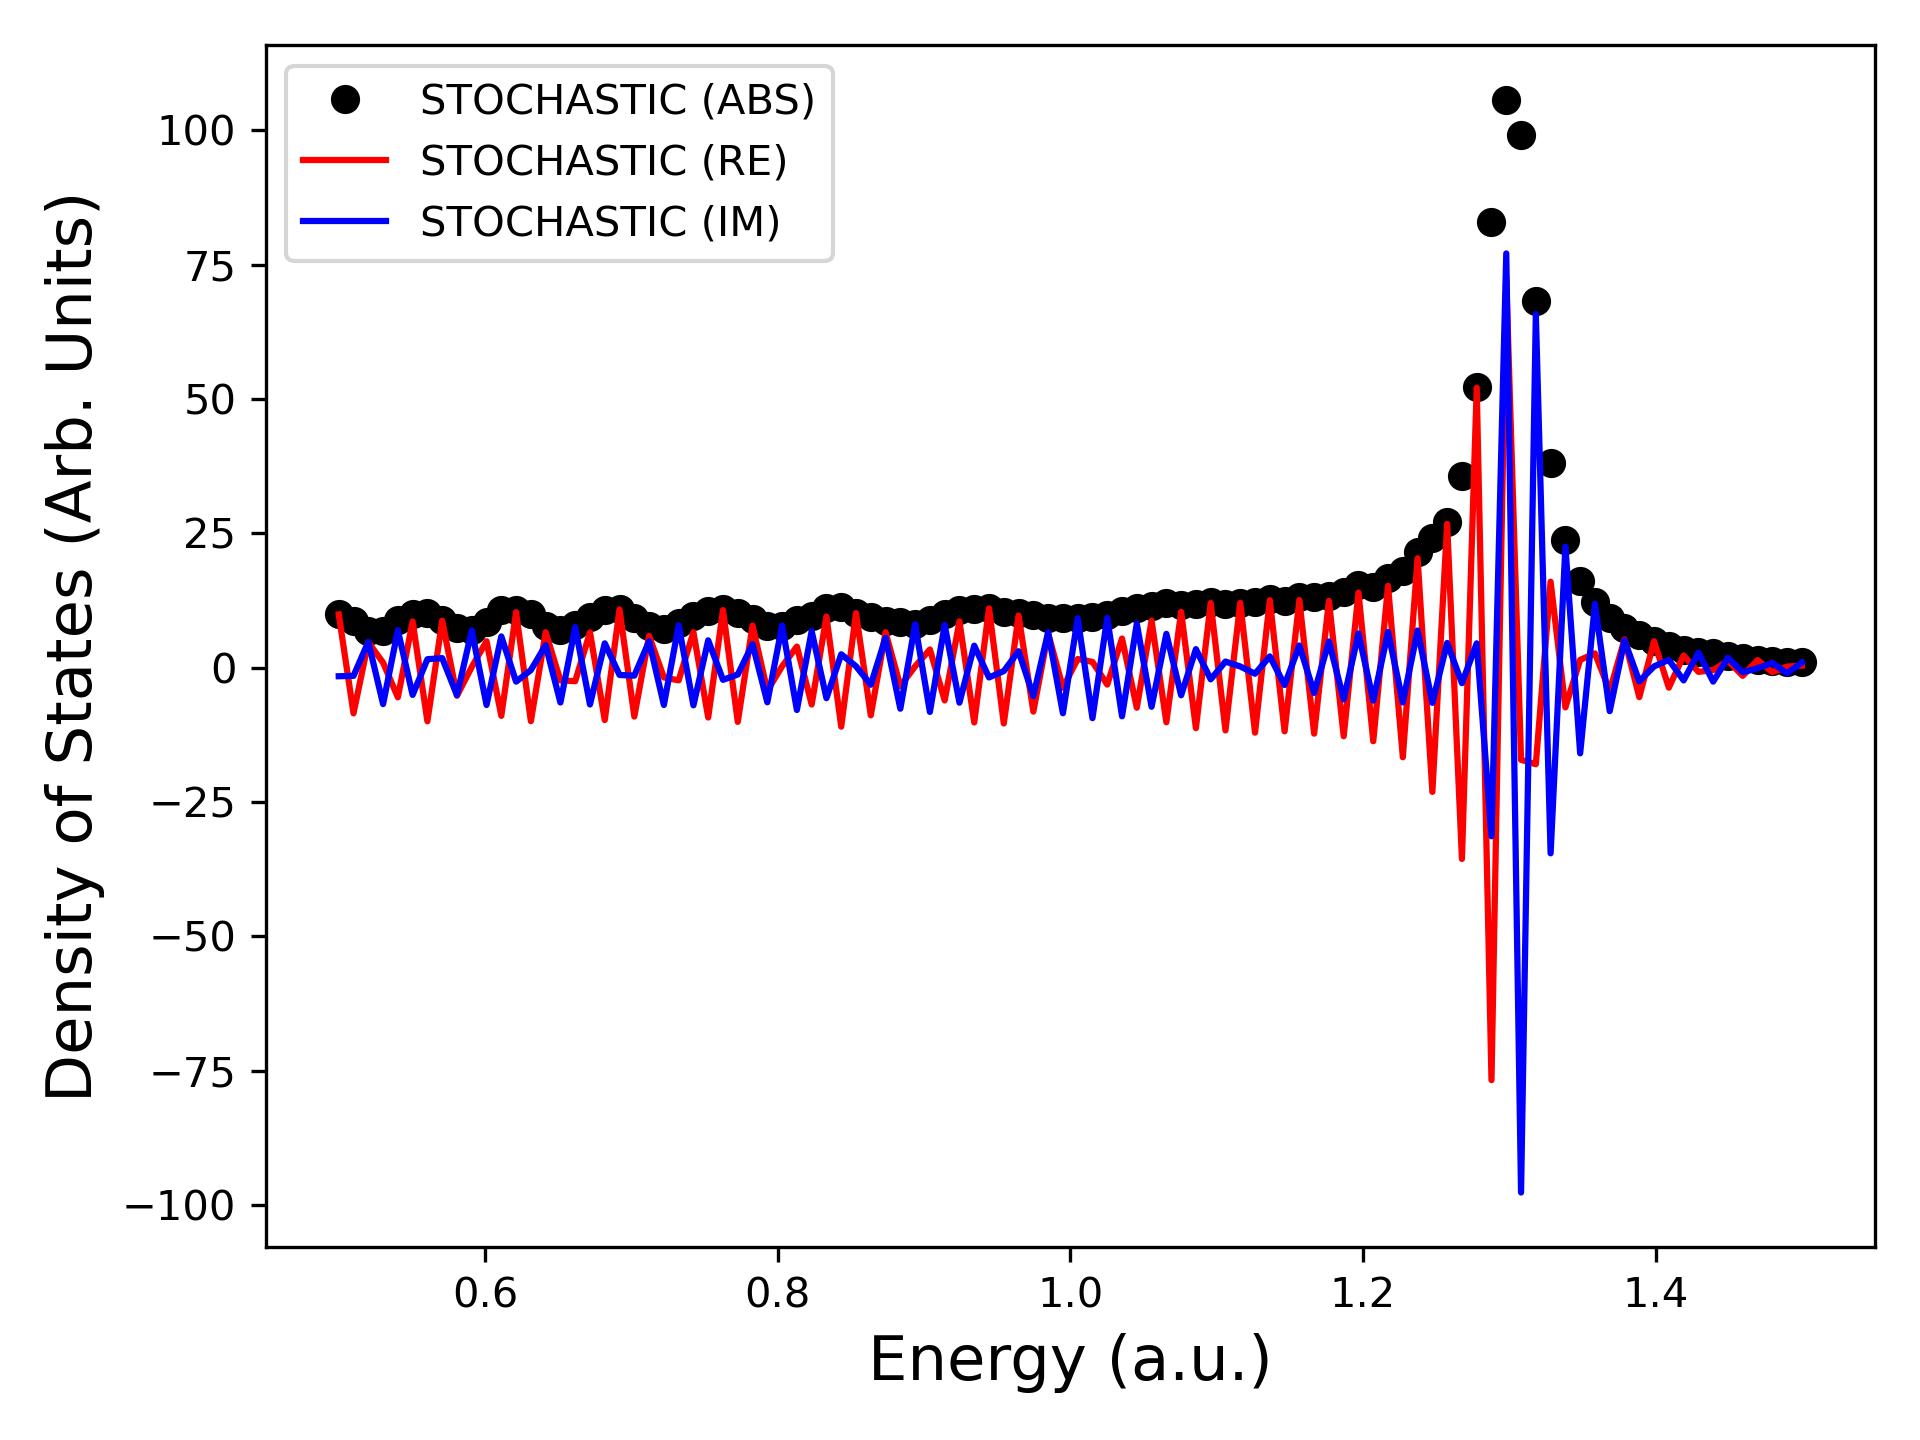 STOCHASTIC (ABS)
STOCHASTIC (RE)
STOCHASTIC (IM)
100
75
50
25
0
−25
−50
−75
−100
Density of States (Arb. Units)
0.6
0.8
1.0
1.2
1.4
Energy (a.u.)